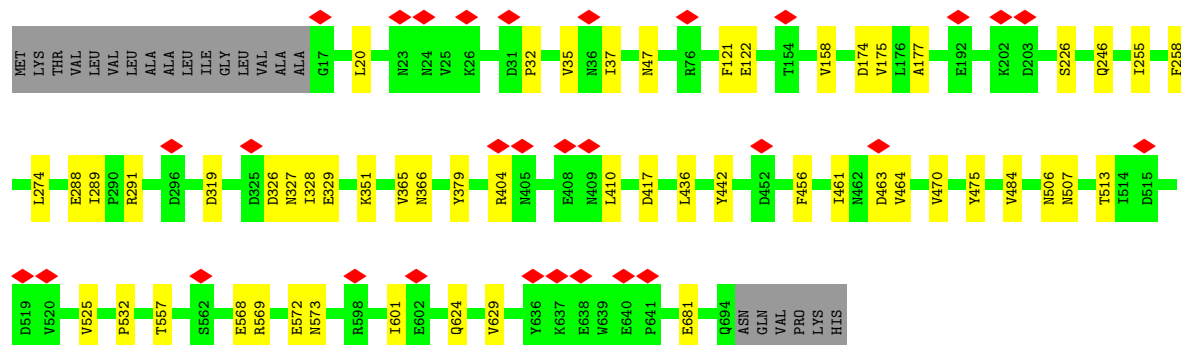 MET LYS THR VAL LEU VAL LEU ALA ALA LEU ILE GLY LEU VAL ALA ALA G17 L20 N23 N24 V25 K26 D31 P32 V35 N36 I37 N47 R76 F121 E122 T154 V158 D174 V175 L176 A177 E192 K202 D203 S226 Q246 I255 F258
L274 E288 I289 P290 R291 D296 D319 D325 D326 N327 I328 E329 K351 V365 N366 Y379 R404 N405 E408 N409 L410 D417 L436 Y442 D452 F456 I461 N462 D463 V464 V470 Y475 V484 N506 N507 T513 I514 D515
D519 V520 V525 P532 T557 S562 E568 R569 E572 N573 R598 I601 E602 Q624 V629 Y636 K637 E638 W639 E640 P641 E681 Q694 ASN GLN VAL PRO LYS HIS